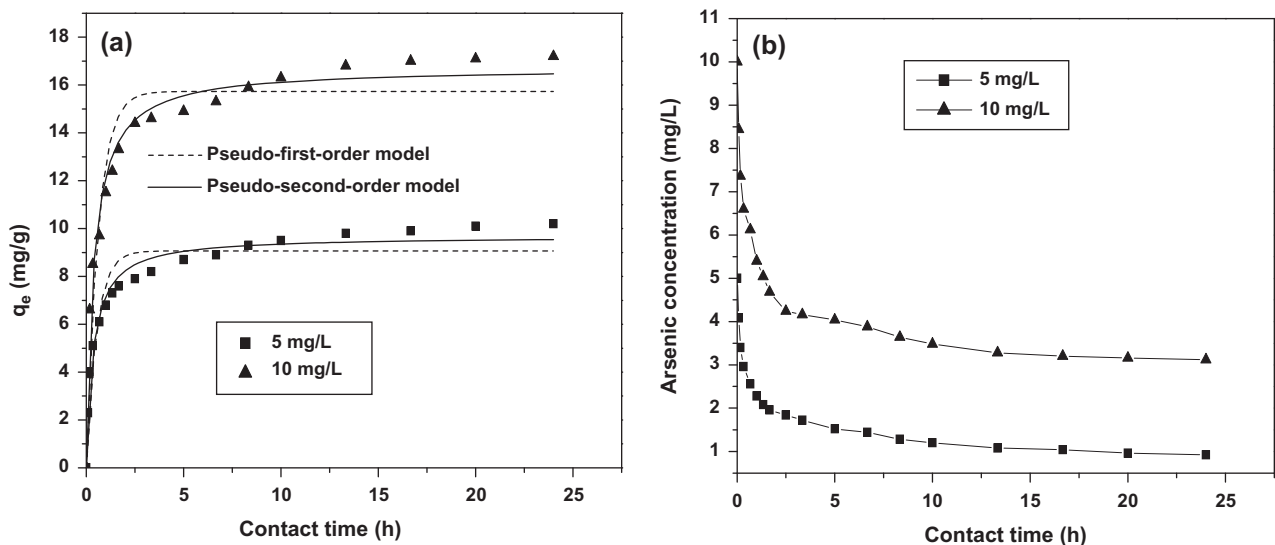 (a)
18
16
14
12
10
8
6
4
2
0
qe (mg/g)
Pseudo-first-order model
Pseudo-second-order model
5 mg/L
10 mg/L
0 5 10 15 20 25
Contact time (h)
(b)
11
10
9
8
7
6
5
4
3
2
1
Arsenic concentration (mg/L)
5 mg/L
10 mg/L
0 5 10 15 20 25
Contact time (h)